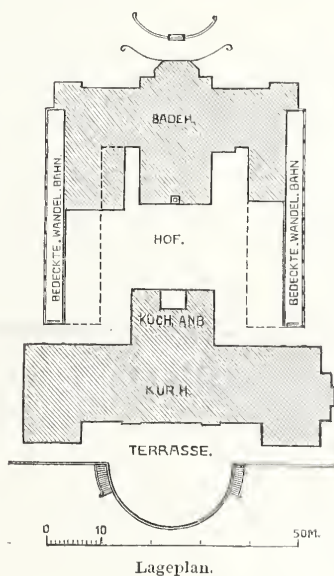 BADEH.
BEDECKTE.WANDEL.BAHN
BEDECKTE.WANDEL.BAHN
HOF.
KÜCH.ANB
KUR.H.
TERRASSE.
0 10 50M.
Lageplan.